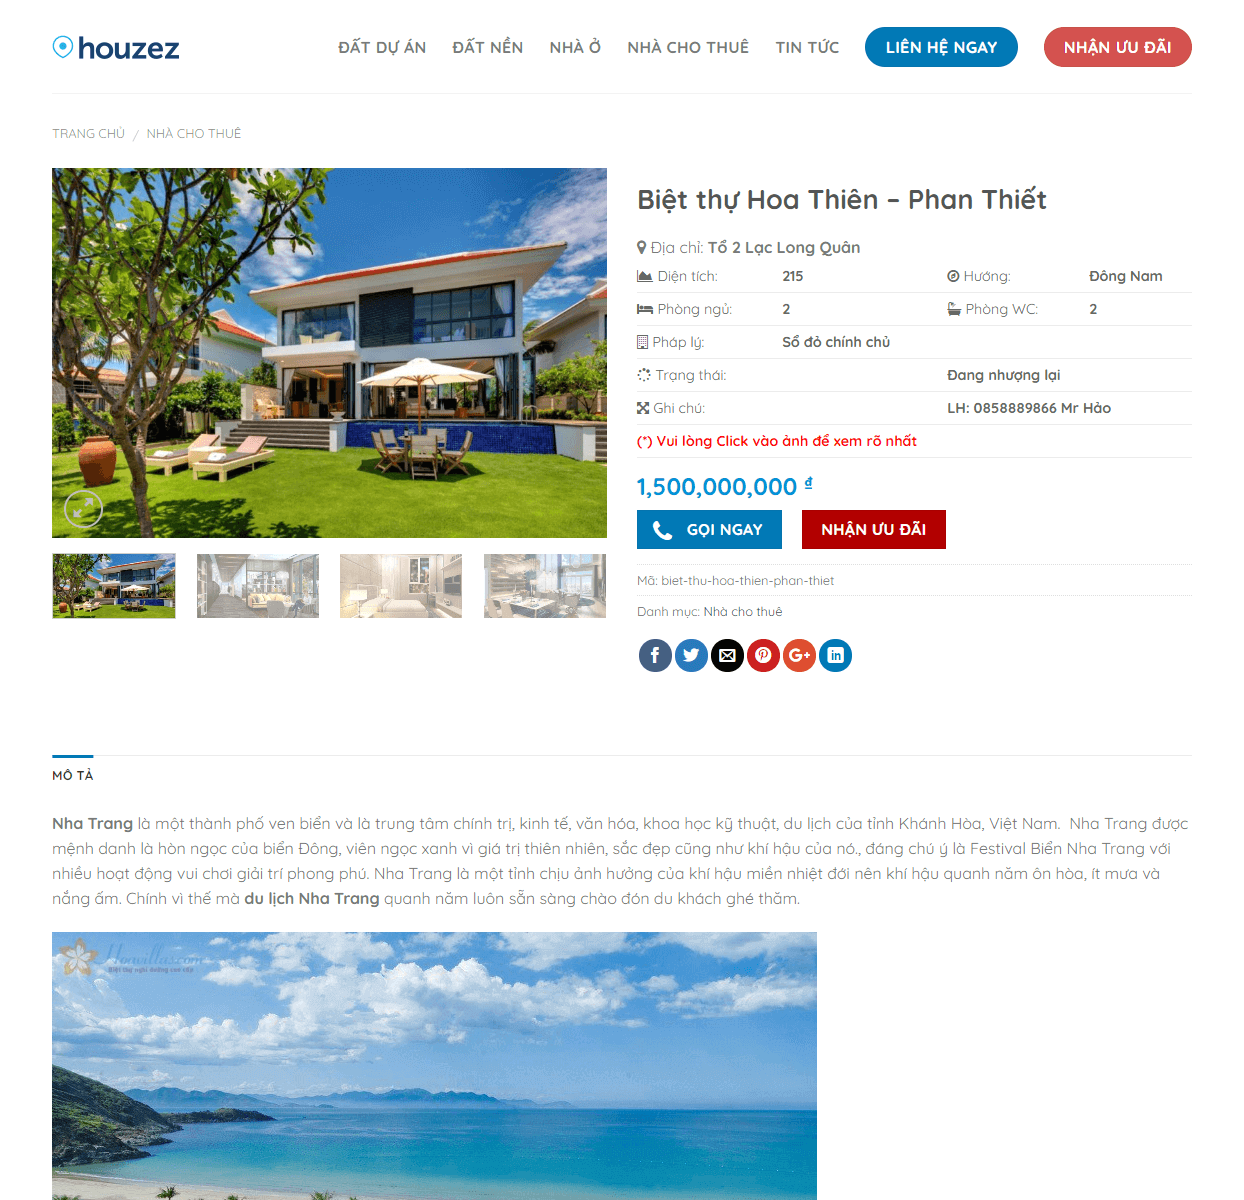 houzez
ĐẤT DỰ ÁN ĐẤT NỀN NHÀ Ở NHÀ CHO THUÊ TIN TỨC LIÊN HỆ NGAY NHẬN ƯU ĐÃI
TRANG CHỦ / NHÀ CHO THUÊ
Biệt thự Hoa Thiên – Phan Thiết
Địa chỉ: Tổ 2 Lạc Long Quân
Diện tích: 215 Hướng: Đông Nam
Phòng ngủ: 2 Phòng WC: 2
Pháp lý: Sổ đỏ chính chủ
Trạng thái: Đang nhượng lại
Ghi chú: LH: 0858889866 Mr Hảo
(*) Vui lòng Click vào ảnh để xem rõ nhất
1,500,000,000 ₫
GỌI NGAY NHẬN ƯU ĐÃI
Mã: biet-thu-hoa-thien-phan-thiet
Danh mục: Nhà cho thuê
MÔ TẢ
Nha Trang là một thành phố ven biển và là trung tâm chính trị, kinh tế, văn hóa, khoa học kỹ thuật, du lịch của tỉnh Khánh Hòa, Việt Nam. Nha Trang được
mệnh danh là hòn ngọc của biển Đông, viên ngọc xanh vì giá trị thiên nhiên, sắc đẹp cũng như khí hậu của nó., đáng chú ý là Festival Biển Nha Trang với
nhiều hoạt động vui chơi giải trí phong phú. Nha Trang là một tỉnh chịu ảnh hưởng của khí hậu miền nhiệt đới nên khí hậu quanh năm ôn hòa, ít mưa và
nắng ấm. Chính vì thế mà du lịch Nha Trang quanh năm luôn sẵn sàng chào đón du khách ghé thăm.
Hoavillas.com
Biệt thự nghỉ dưỡng cao cấp